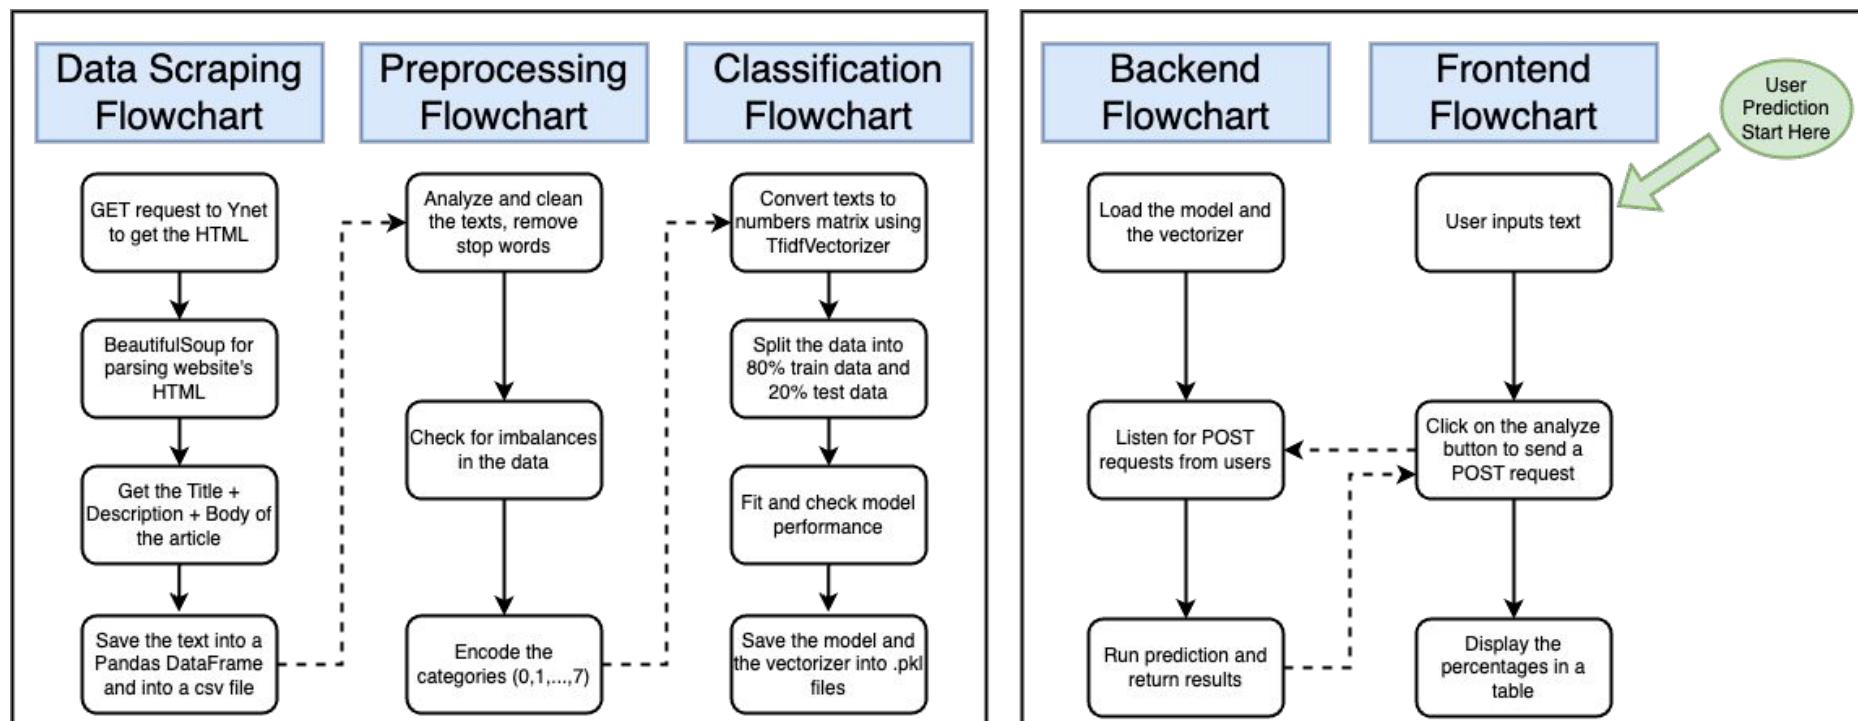 Data Scraping
Flowchart
GET request to Ynet
to get the HTML
BeautifulSoup for
parsing website's
HTML
Get the Title +
Description + Body of
the article
Save the text into a
Pandas DataFrame
and into a csv file
Preprocessing
Flowchart
Analyze and clean
the texts, remove
stop words
Check for imbalances
in the data
Encode the
categories (0,1,...,7)
Classification
Flowchart
Convert texts to
numbers matrix using
TfidfVectorizer
Split the data into
80% train data and
20% test data
Fit and check model
performance
Save the model and
the vectorizer into .pkl
files
Backend
Flowchart
Load the model and
the vectorizer
Listen for POST
requests from users
Run prediction and
return results
Frontend
Flowchart
User
Prediction
Start Here
User inputs text
Click on the analyze
button to send a
POST request
Display the
percentages in a
table